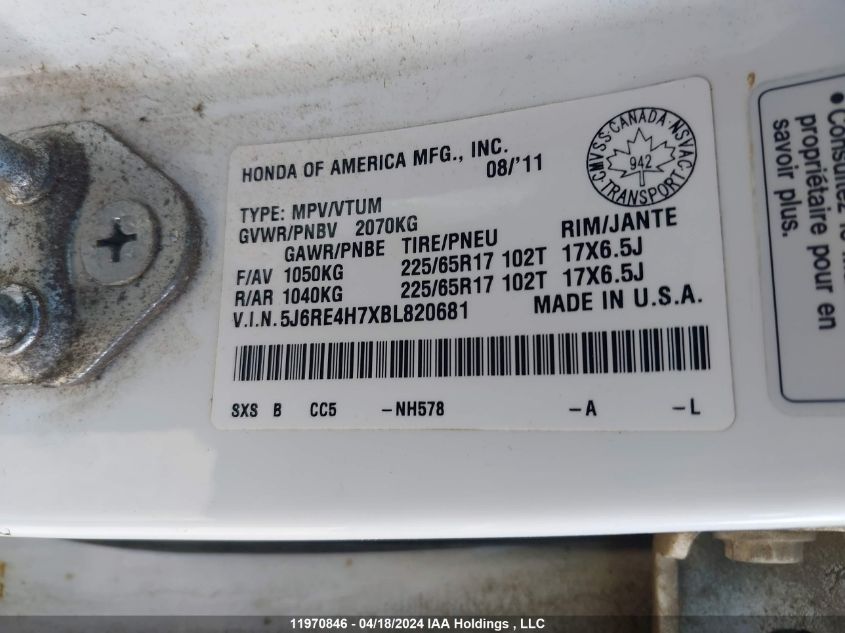 HONDA OF AMERICA MFG., INC.
08/'11
CMVSS CANADA NSVAC
942
TRANSPORT
TYPE: MPV/VTUM
GVWR/PNBV 2070KG
GAWR/PNBE TIRE/PNEU RIM/JANTE
F/AV 1050KG 225/65R17 102T 17X6.5J
R/AR 1040KG 225/65R17 102T 17X6.5J
V.I.N. 5J6RE4H7XBL820681 MADE IN U.S.A.
SXS B CC5 -NH578 -A -L
• Consultez le
propriétaire pour en
savoir plus.
11970846 - 04/18/2024 IAA Holdings , LLC